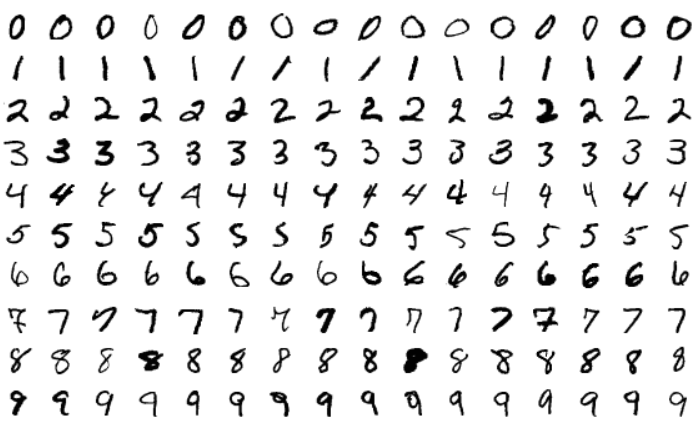 0 0 0 0 0 0 0 0 0 0 0 0 0 0 0 0
1 1 1 1 1 1 1 1 1 1 1 1 1 1 1 1
2 2 2 2 2 2 2 2 2 2 2 2 2 2 2 2
3 3 3 3 3 3 3 3 3 3 3 3 3 3 3 3
4 4 4 4 4 4 4 4 4 4 4 4 4 4 4 4
5 5 5 5 5 5 5 5 5 5 5 5 5 5 5 5
6 6 6 6 6 6 6 6 6 6 6 6 6 6 6 6
7 7 7 7 7 7 7 7 7 7 7 7 7 7 7 7
8 8 8 8 8 8 8 8 8 8 8 8 8 8 8 8
9 9 9 9 9 9 9 9 9 9 9 9 9 9 9 9